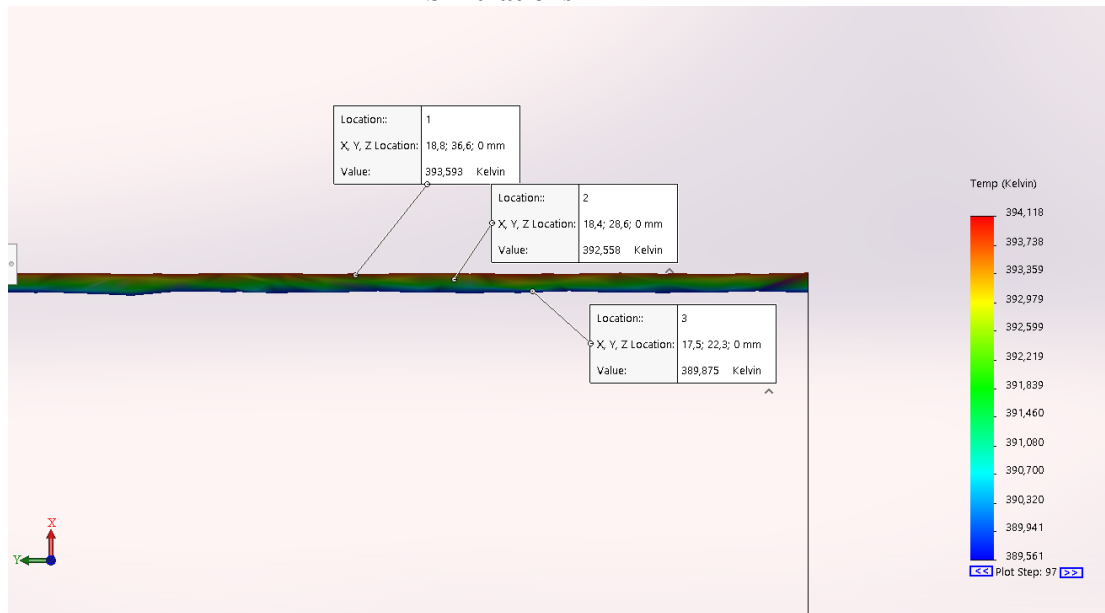 Location:: 1
X, Y, Z Location: 18,8; 36,6; 0 mm
Value: 393,593 Kelvin
Location:: 2
X, Y, Z Location: 18,4; 28,6; 0 mm
Value: 392,558 Kelvin
Location:: 3
X, Y, Z Location: 17,5; 22,3; 0 mm
Value: 389,875 Kelvin
Temp (Kelvin)
394,118
393,738
393,359
392,979
392,599
392,219
391,839
391,460
391,080
390,700
390,320
389,941
389,561
<< Plot Step: 97 >>
X
Y